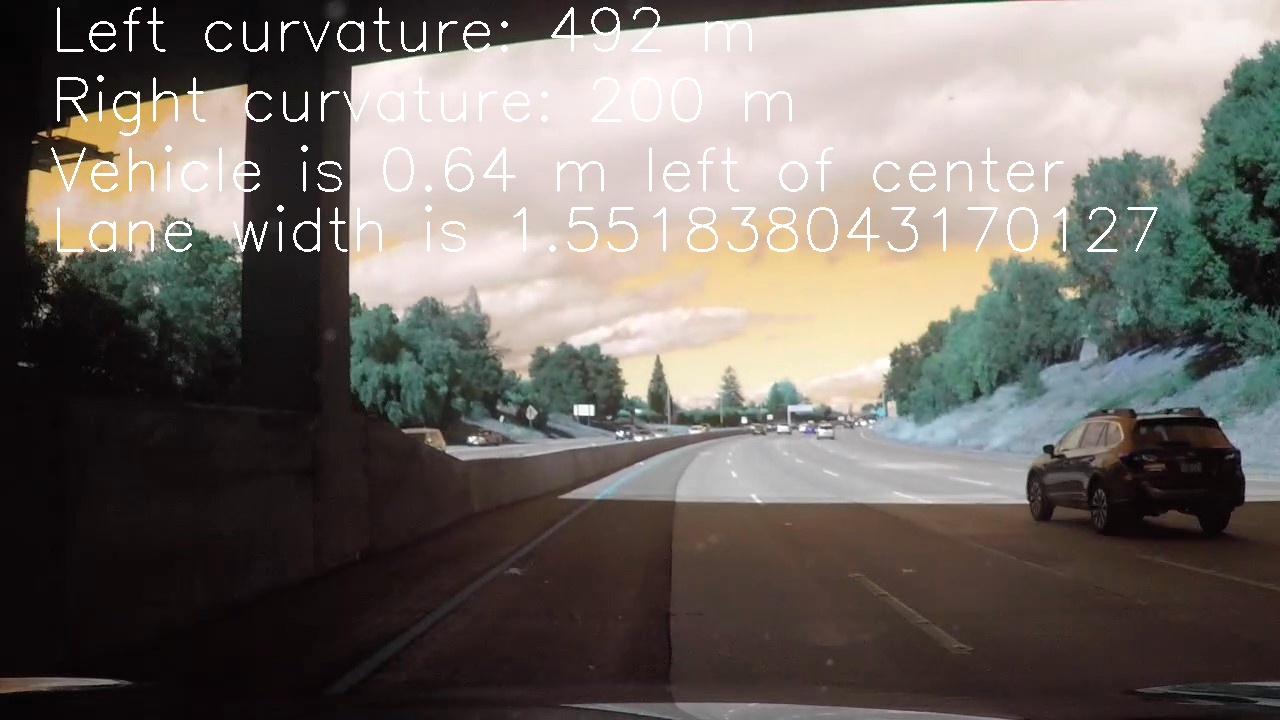 Left curvature: 492 m
Right curvature: 200 m
Vehicle is 0.64 m left of center
Lane width is 1.551838043170127